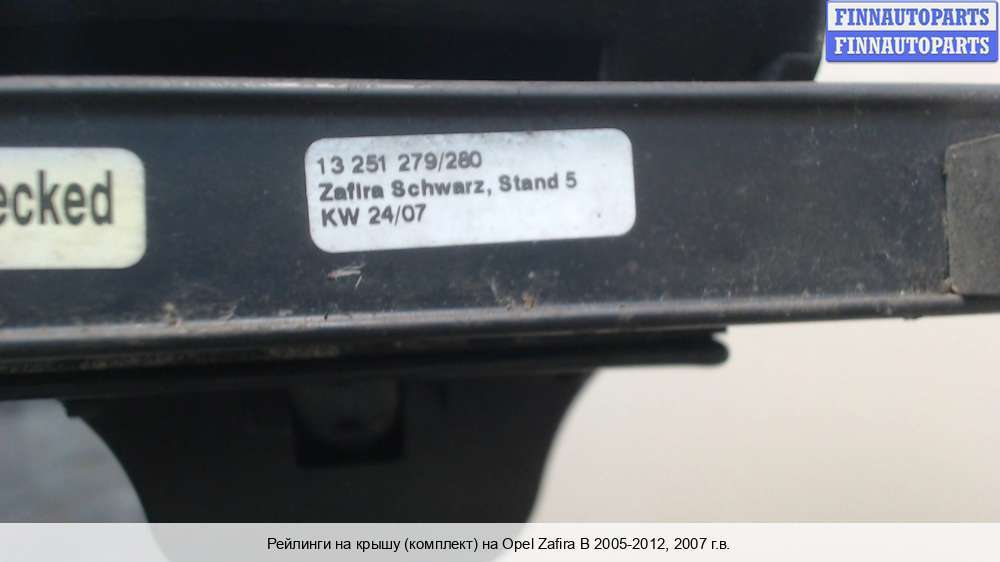 FINNAUTOPARTS
FINNAUTOPARTS
ecked
13 251 279/280
Zafira Schwarz, Stand 5
KW 24/07
Рейлинги на крышу (комплект) на Opel Zafira B 2005-2012, 2007 г.в.